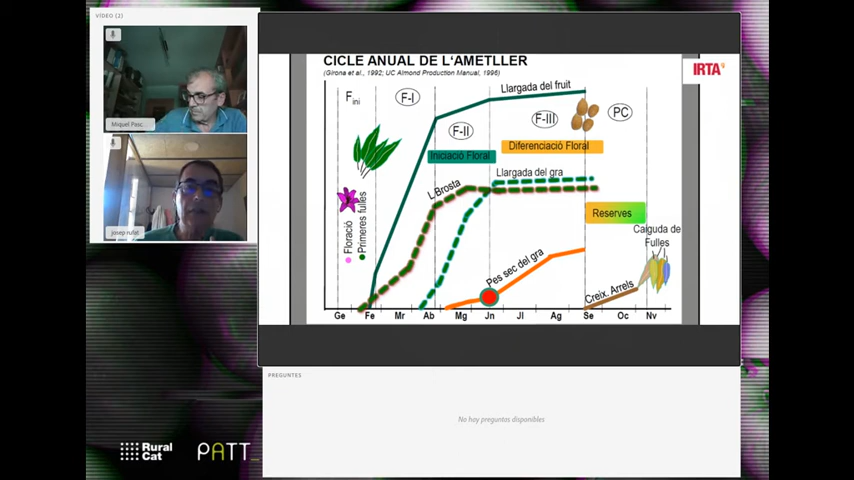 VIDEO (2)
Miquel Pasc...
josep rufat
CICLE ANUAL DE L'AMETLLER
(Girona et al., 1992; UC Almond Production Manual, 1996)
IRTA
Fini
F-I
F-II
F-III
PC
Llargada del fruit
Iniciació Floral
Diferenciació Floral
Llargada del gra
L.Brosta
Reserves
Caiguda de
Fulles
Floració
Primeres fulles
Pes sec del gra
Creix. Arrels
Ge Fe Mr Ab Mg Jn Jl Ag Se Oc Nv
PREGUNTES
No hay preguntas disponibles
Rural
Cat
PATT_